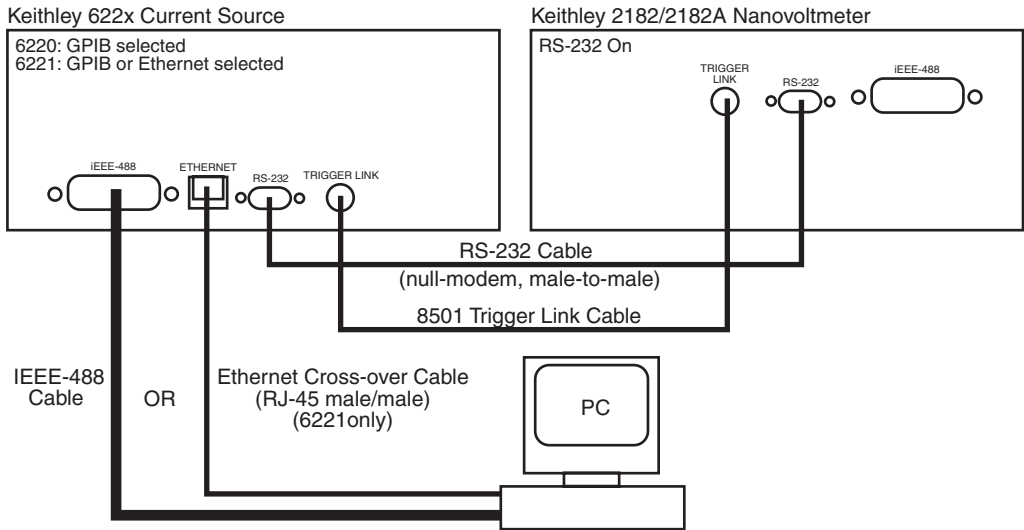 Keithley 622x Current Source
6220: GPIB selected
6221: GPIB or Ethernet selected
iEEE-488
ETHERNET
RS-232
TRIGGER LINK
Keithley 2182/2182A Nanovoltmeter
RS-232 On
TRIGGER
LINK
RS-232
iEEE-488
RS-232 Cable
(null-modem, male-to-male)
8501 Trigger Link Cable
IEEE-488
Cable
OR
Ethernet Cross-over Cable
(RJ-45 male/male)
(6221only)
PC